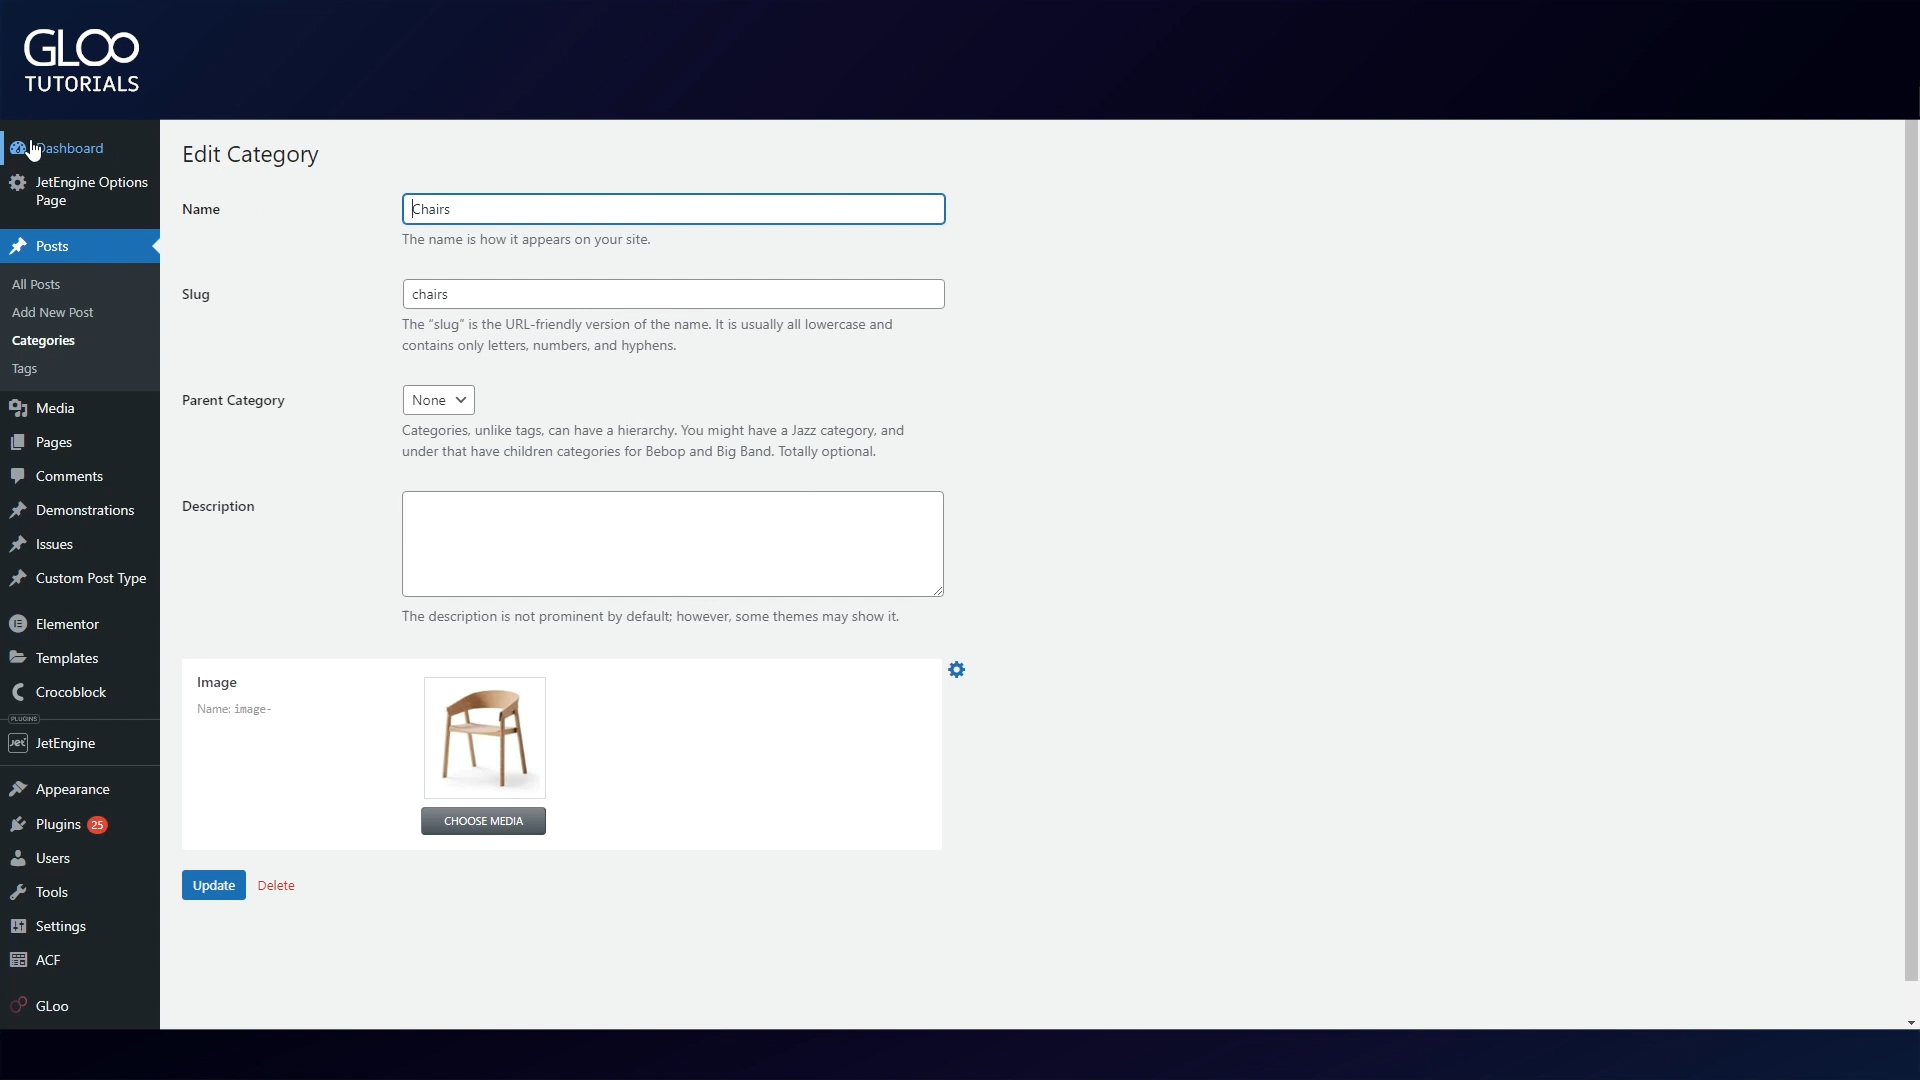 GLOO
TUTORIALS
Dashboard
JetEngine Options
Page
Posts
All Posts
Add New Post
Categories
Tags
Media
Pages
Comments
Demonstrations
Issues
Custom Post Type
Elementor
Templates
Crocoblock
PLUGINS
Jet
JetEngine
Appearance
Plugins 25
Users
Tools
Settings
ACF
GLoo
Edit Category
Name
Chairs
The name is how it appears on your site.
Slug
chairs
The “slug” is the URL-friendly version of the name. It is usually all lowercase and
contains only letters, numbers, and hyphens.
Parent Category
None
Categories, unlike tags, can have a hierarchy. You might have a Jazz category, and
under that have children categories for Bebop and Big Band. Totally optional.
Description
The description is not prominent by default; however, some themes may show it.
Image
Name: image-
CHOOSE MEDIA
Update Delete